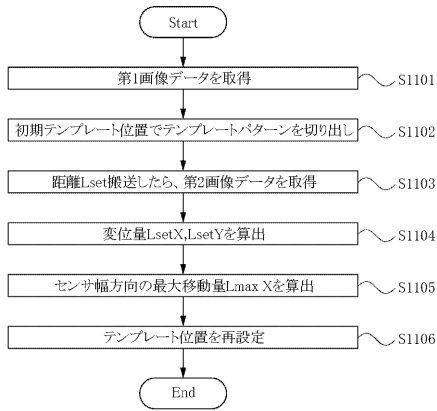 Start
第1画像データを取得
S1101
初期テンプレート位置でテンプレートパターンを切り出し
S1102
距離Lset搬送したら、第2画像データを取得
S1103
変位量LsetX,LsetYを算出
S1104
センサ幅方向の最大移動量Lmax Xを算出
S1105
テンプレート位置を再設定
S1106
End